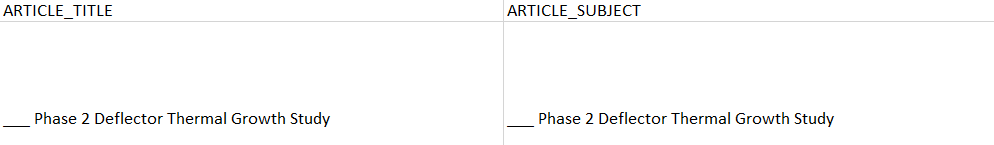 ARTICLE_TITLE ARTICLE_SUBJECT
___ Phase 2 Deflector Thermal Growth Study ___ Phase 2 Deflector Thermal Growth Study